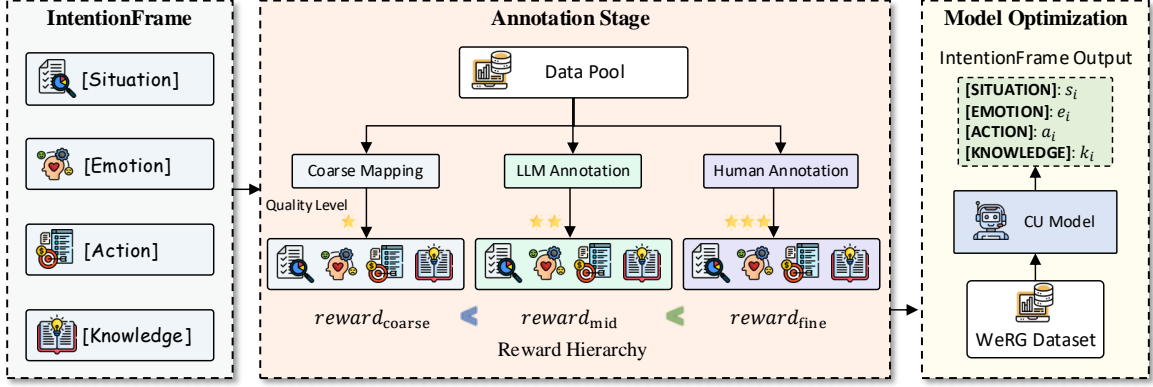 IntentionFrame
[Situation]
[Emotion]
[Action]
[Knowledge]
Annotation Stage
Data Pool
Coarse Mapping
LLM Annotation
Human Annotation
Quality Level
reward_coarse < reward_mid < reward_fine
Reward Hierarchy
Model Optimization
IntentionFrame Output
[SITUATION]: s_i
[EMOTION]: e_i
[ACTION]: a_i
[KNOWLEDGE]: k_i
CU Model
WeRG Dataset